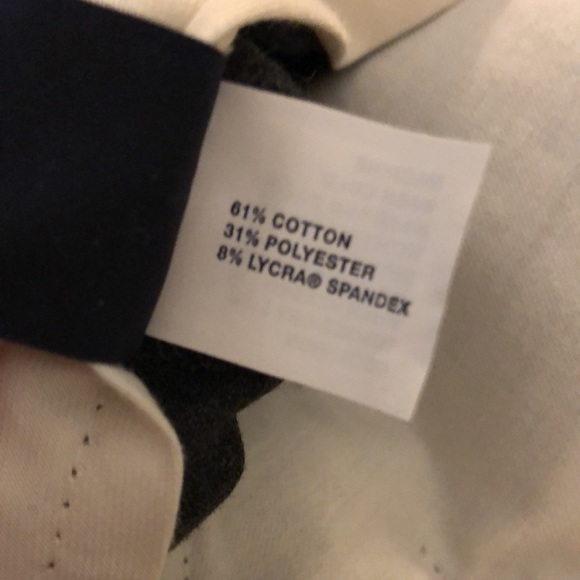 61% COTTON
31% POLYESTER
8% LYCRA® SPANDEX